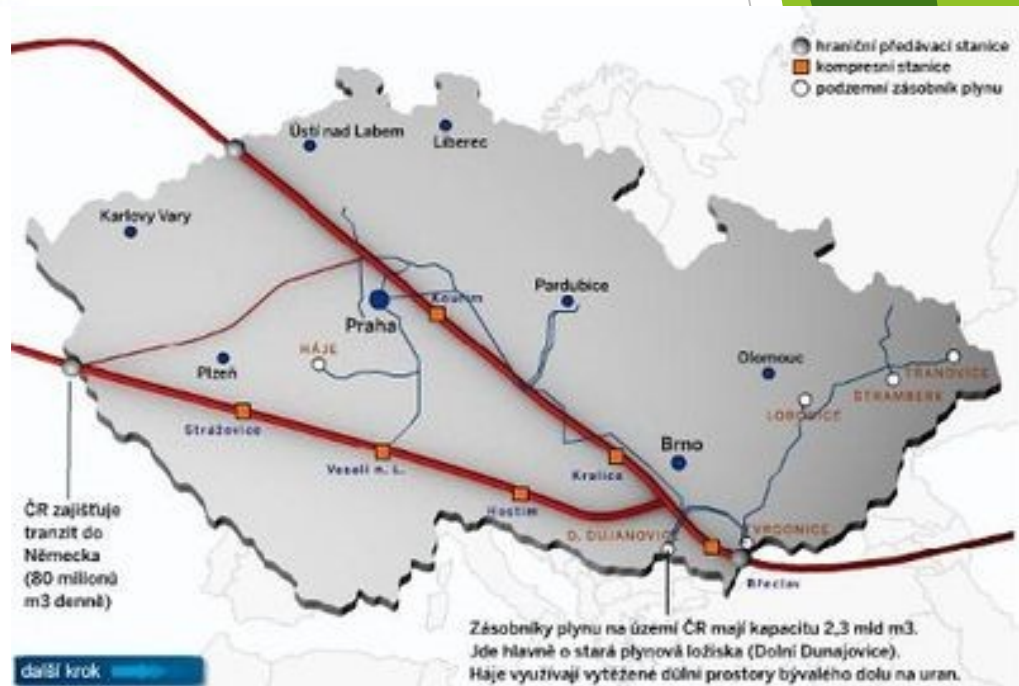 hraniční předávací stanice
kompresní stanice
podzemní zásobník plynu
Ústí nad Labem
Liberec
Karlovy Vary
Kouřim
Pardubice
Praha
HÁJE
Plzeň
Olomouc
TRANOVICE
STRAMBERK
LOBODICE
Strážovice
Brno
Veselí n. L.
Kralice
Hostim
D. DUJANOVIC
VRGONICE
Břeclav
ČR zajišťuje
tranzit do
Německa
(80 milionů
m3 denně)
Zásobníky plynu na území ČR mají kapacitu 2,3 mld m3.
Jde hlavně o stará plynová ložiska (Dolní Dunajovice).
Háje využívají vytěžené důlní prostory bývalého dolu na uran.
další krok